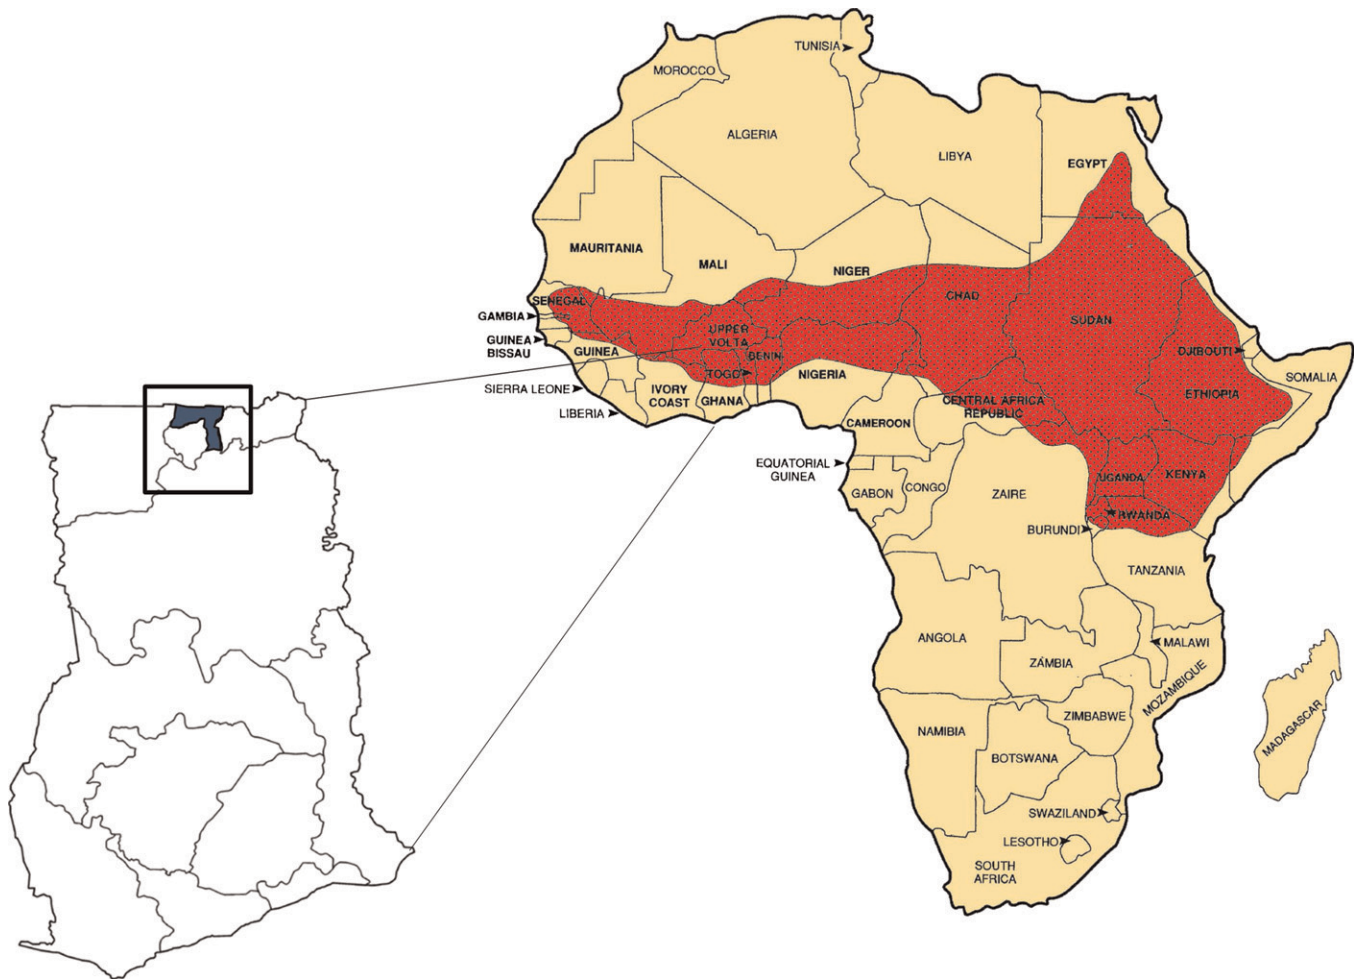 TUNISIA
MOROCCO
ALGERIA
LIBYA
EGYPT
MAURITANIA
MALI
NIGER
CHAD
SENEGAL
SUDAN
GAMBIA
UPPER
VOLTA
GUINEA
BISSAU
GUINEA
BENIN
DJIBOUTI
TOGO
NIGERIA
SOMALIA
SIERRA LEONE
IVORY
COAST
GHANA
CENTRAL AFRICA
REPUBLIC
ETHIOPIA
LIBERIA
CAMEROON
EQUATORIAL
GUINEA
UGANDA
KENYA
GABON
CONGO
ZAIRE
RWANDA
BURUNDI
TANZANIA
ANGOLA
MALAWI
ZAMBIA
MOZAMBIQUE
NAMIBIA
ZIMBABWE
MADAGASCAR
BOTSWANA
SWAZILAND
LESOTHO
SOUTH
AFRICA